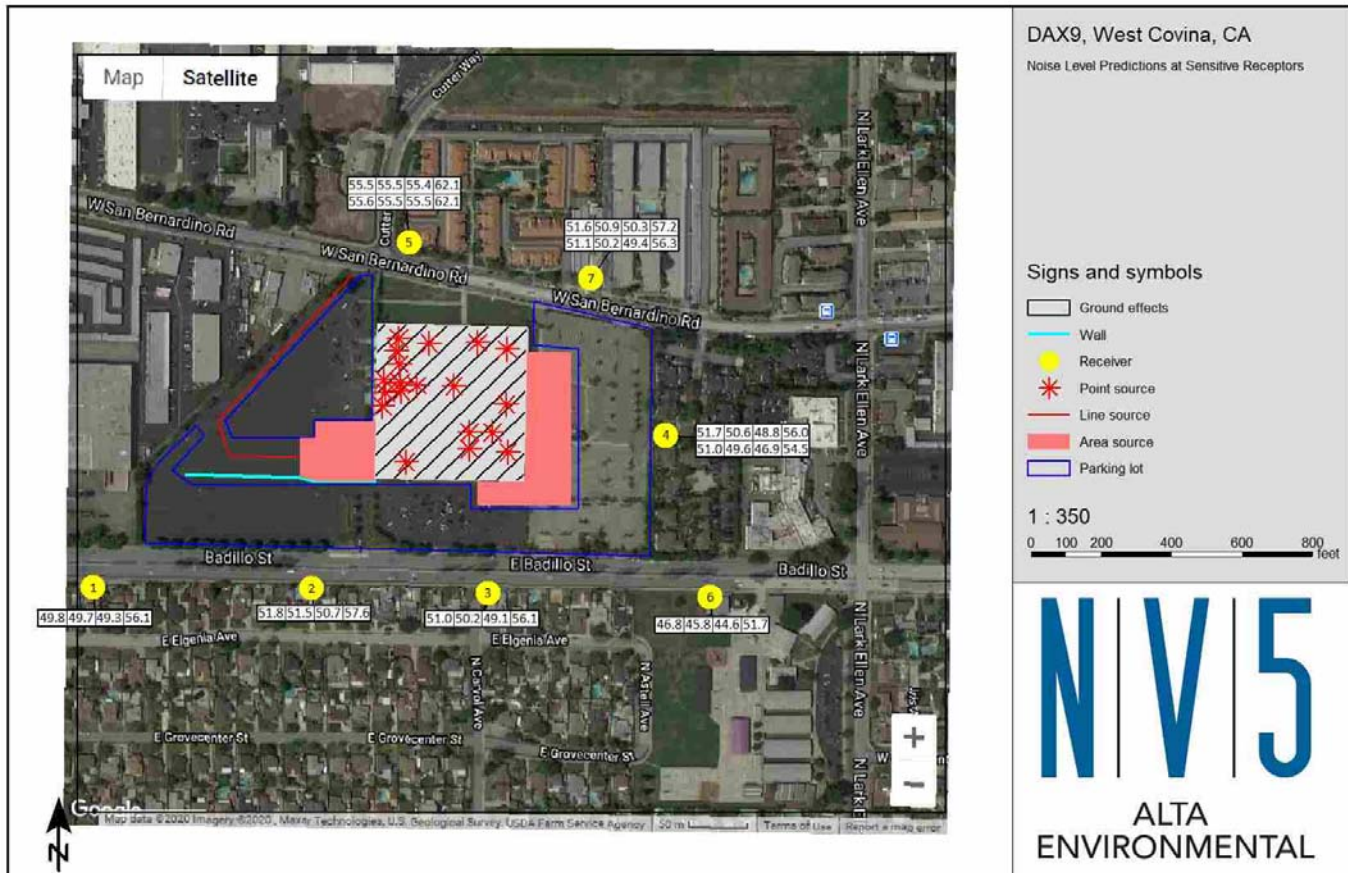 DAX9, West Covina, CA
Noise Level Predictions at Sensitive Receptors
Map Satellite
Cutter Way
N Lark Ellen Ave
W San Bernardino Rd
55.5 55.5 55.4 62.1
55.6 55.5 55.5 62.1
5
W San Bernardino Rd
51.6 50.9 50.3 57.2
51.1 50.2 49.4 56.3
7
W San Bernardino Rd
N Lark Ellen Ave
4
51.7 50.6 48.8 56.0
51.0 49.6 46.9 54.5
Badillo St
E Badillo St
Badillo St
1
49.8 49.7 49.3 56.1
2
51.8 51.5 50.7 57.6
3
51.0 50.2 49.1 56.1
6
46.8 45.8 44.6 51.7
E Elgenia Ave
E Elgenia Ave
N Lark Ellen Ave
N Carvol Ave
N Astell Ave
E Grovecenter St
E Grovecenter St
E Grovecenter St
+
−
Google
Map data ©2020 Imagery ©2020 , Maxar Technologies, U.S. Geological Survey, USDA Farm Service Agency
50 m
Terms of Use
Report a map error
N
Signs and symbols
Ground effects
Wall
Receiver
Point source
Line source
Area source
Parking lot
1 : 350
0 100 200 400 600 800
feet
N|V|5
ALTA
ENVIRONMENTAL